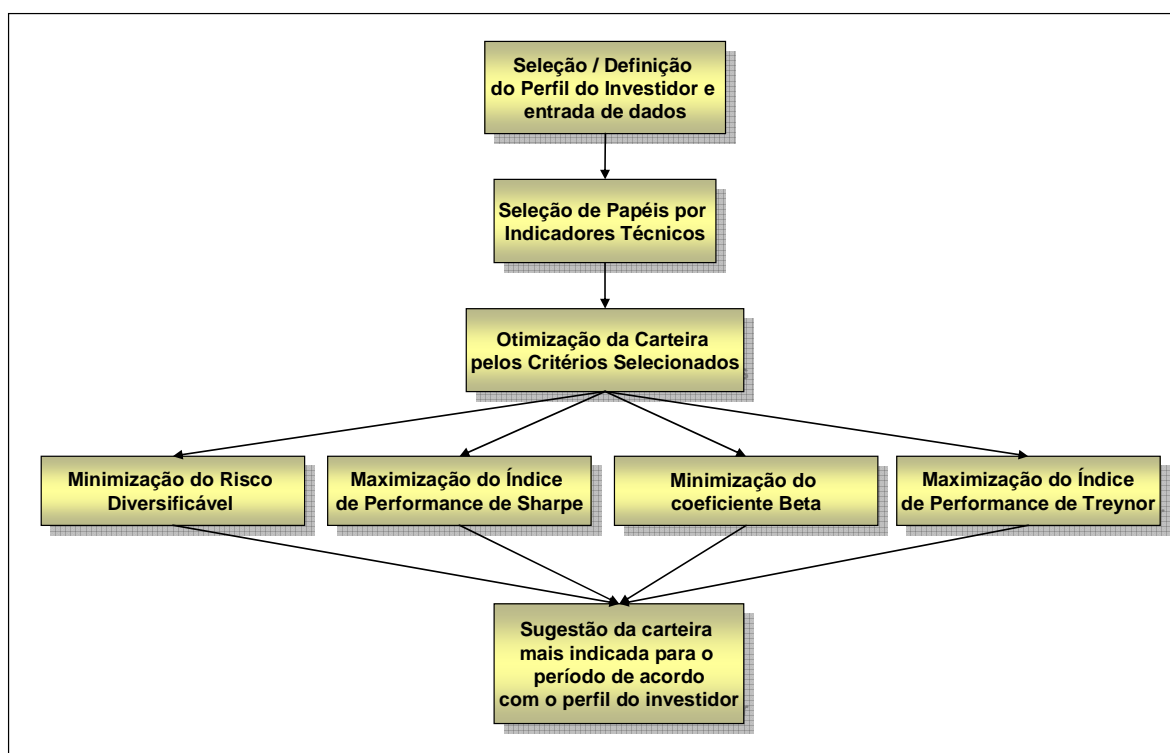 Seleção / Definição
do Perfil do Investidor e
entrada de dados
Seleção de Papéis por
Indicadores Técnicos
Otimização da Carteira
pelos Critérios Selecionados
Minimização do Risco
Diversificável
Maximização do Índice
de Performance de Sharpe
Minimização do
coeficiente Beta
Maximização do Índice
de Performance de Treynor
Sugestão da carteira
mais indicada para o
período de acordo
com o perfil do investidor